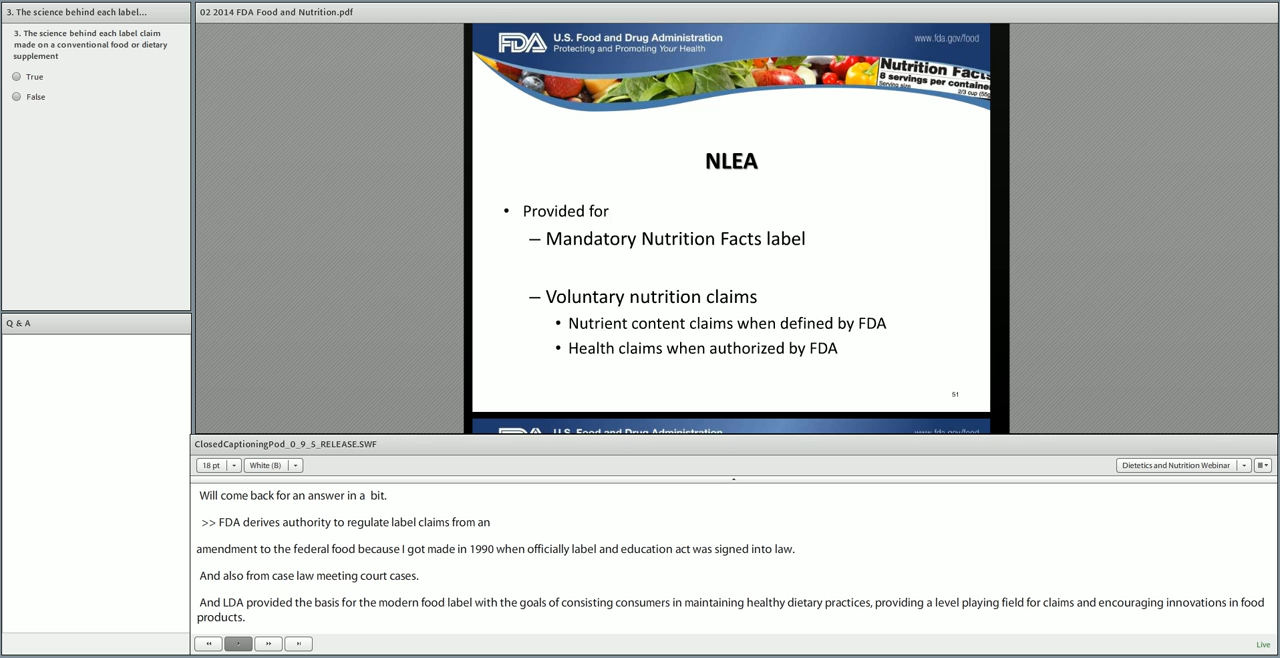 3. The science behind each label...
3. The science behind each label claim
made on a conventional food or dietary
supplement
True
False
Q & A
02 2014 FDA Food and Nutrition.pdf
FDA
U.S. Food and Drug Administration
Protecting and Promoting Your Health
www.fda.gov/food
Nutrition Facts
8 servings per container
Serving size
2/3 cup (55g
NLEA
• Provided for
– Mandatory Nutrition Facts label
– Voluntary nutrition claims
• Nutrient content claims when defined by FDA
• Health claims when authorized by FDA
51
FDA
U.S. Food and Drug Administration
www.fda.gov/food
ClosedCaptioningPod_0_9_5_RELEASE.SWF
18 pt
White (B)
Dietetics and Nutrition Webinar
Will come back for an answer in a  bit.
>> FDA derives authority to regulate label claims from an
amendment to the federal food because I got made in 1990 when officially label and education act was signed into law.
And also from case law meeting court cases.
And LDA provided the basis for the modern food label with the goals of consisting consumers in maintaining healthy dietary practices, providing a level playing field for claims and encouraging innovations in food
products.
Live